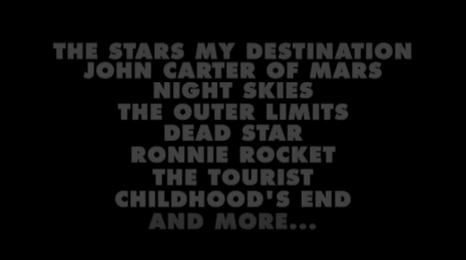 THE STARS MY DESTINATION
JOHN CARTER OF MARS
NIGHT SKIES
THE OUTER LIMITS
DEAD STAR
RONNIE ROCKET
THE TOURIST
CHILDHOOD'S END
AND MORE...